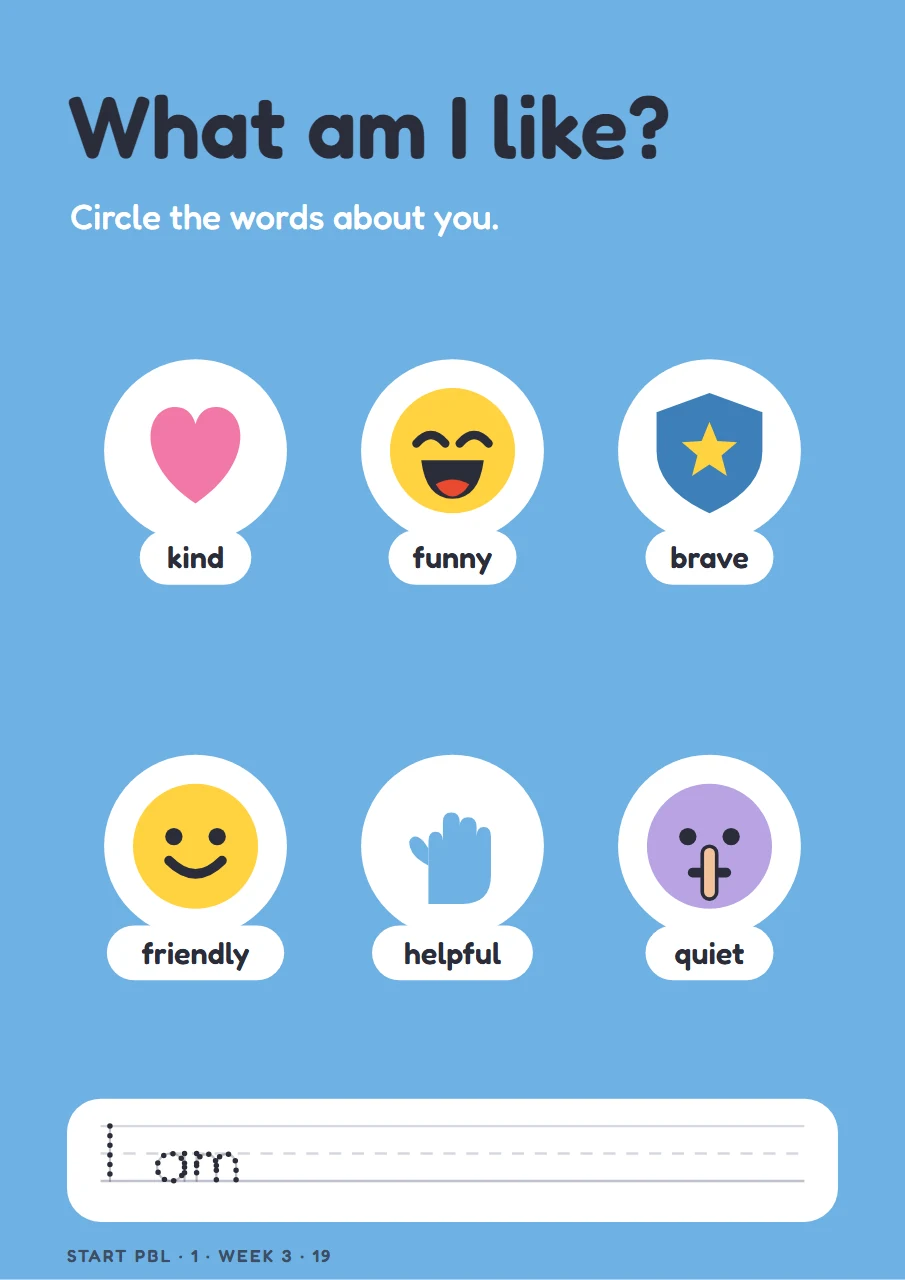 What am I like?
Circle the words about you.
kind funny brave
friendly helpful quiet
I am
START PBL · 1 · WEEK 3 · 19